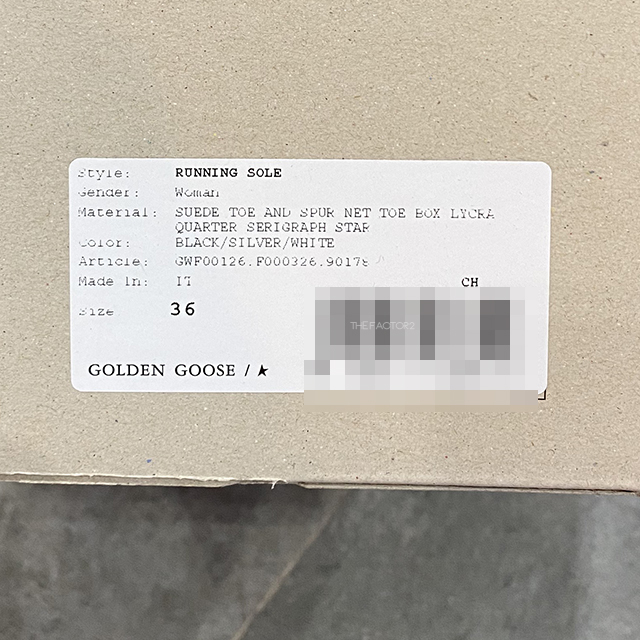 Style: RUNNING SOLE
Gender: Woman
Material: SUEDE TOE AND SPUR NET TOE BOX LYCRA
QUARTER SERIGRAPH STAR
Color: BLACK/SILVER/WHITE
Article: GWF00126.F000326.90178
Made in: IT CH
Size 36
THEFACTOR2
GOLDEN GOOSE /